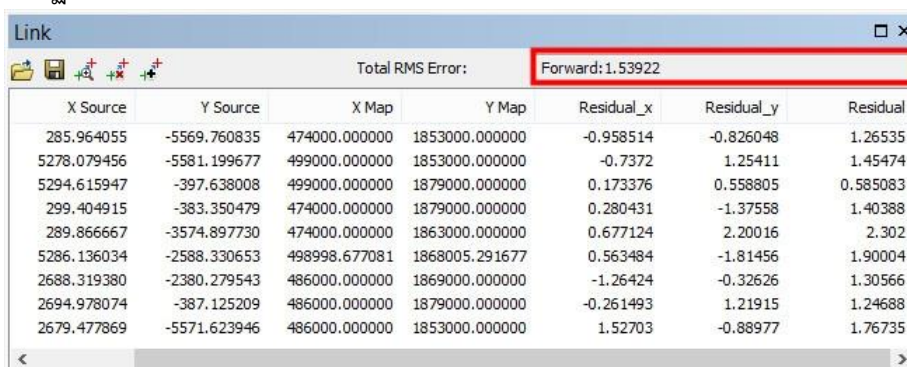 Link
Total RMS Error: Forward:1.53922
X Source Y Source X Map Y Map Residual_x Residual_y Residual
285.964055 -5569.760835 474000.000000 1853000.000000 -0.958514 -0.826048 1.26535
5278.079456 -5581.199677 499000.000000 1853000.000000 -0.7372 1.25411 1.45474
5294.615947 -397.638008 499000.000000 1879000.000000 0.173376 0.558805 0.585083
299.404915 -383.350479 474000.000000 1879000.000000 0.280431 -1.37558 1.40388
289.866667 -3574.897730 474000.000000 1863000.000000 0.677124 2.20016 2.302
5286.136034 -2588.330653 498998.677081 1868005.291677 0.563484 -1.81456 1.90004
2688.319380 -2380.279543 486000.000000 1869000.000000 -1.26424 -0.32626 1.30566
2694.978074 -387.125209 486000.000000 1879000.000000 -0.261493 1.21915 1.24688
2679.477869 -5571.623946 486000.000000 1853000.000000 1.52703 -0.88977 1.76735